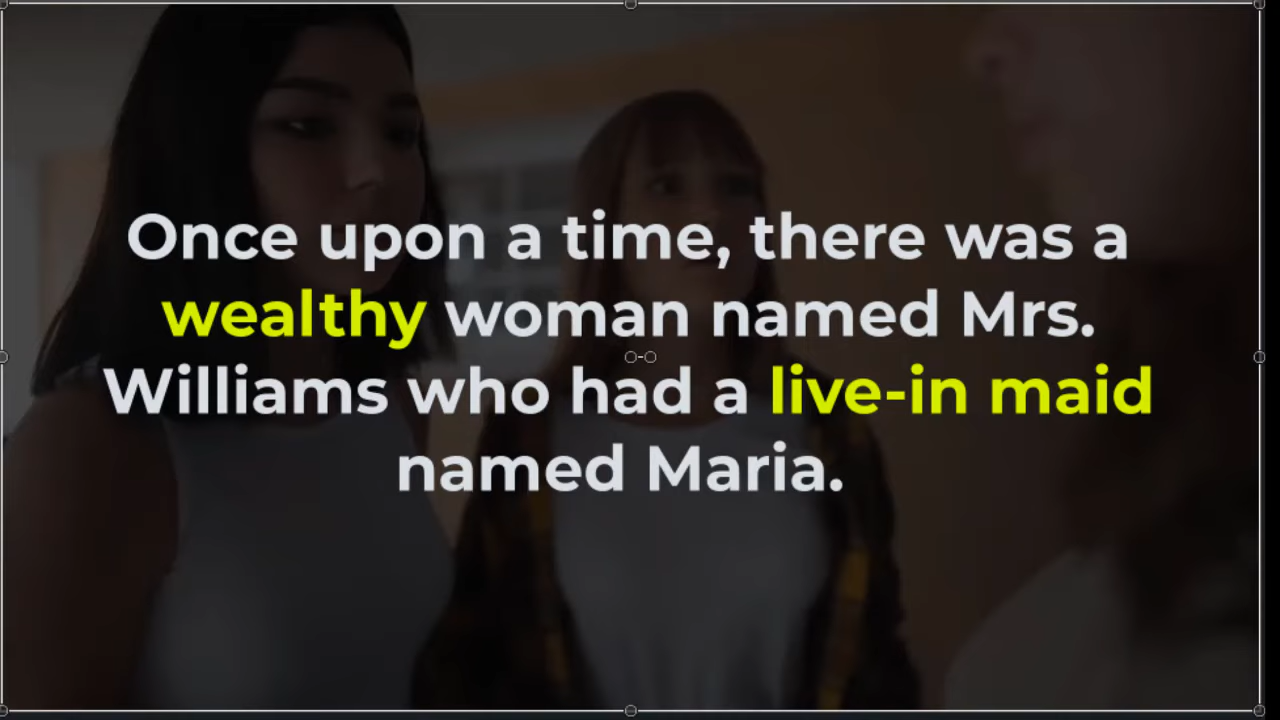 Once upon a time, there was a
wealthy woman named Mrs.
Williams who had a live-in maid
named Maria.